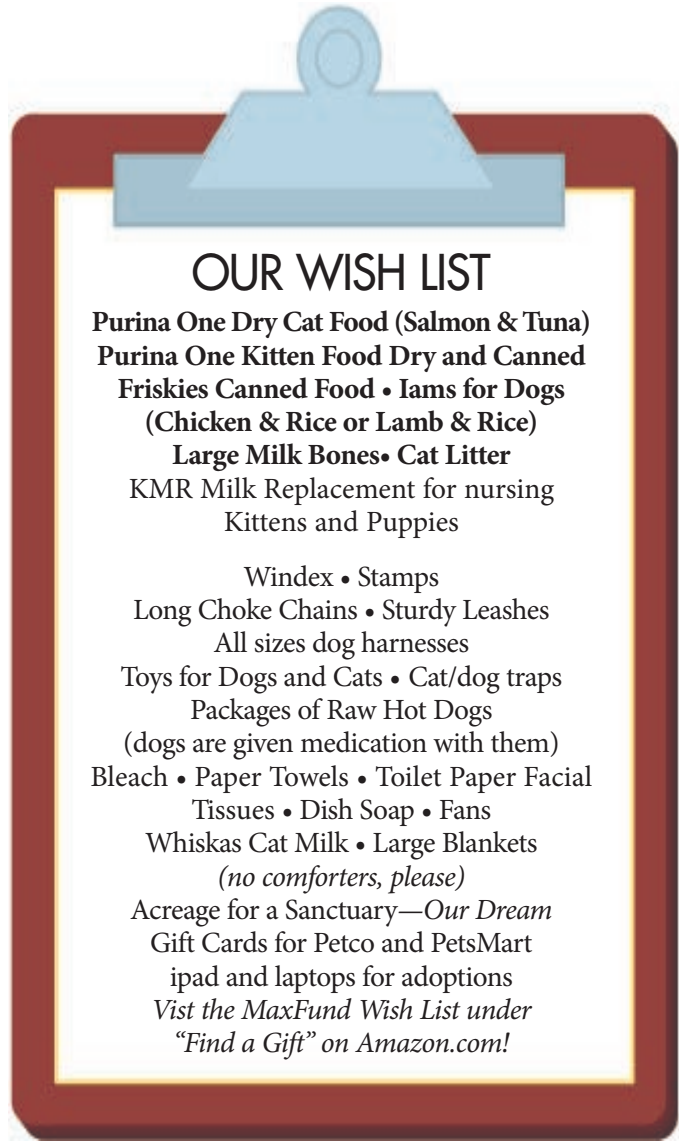 OUR WISH LIST
Purina One Dry Cat Food (Salmon & Tuna)
Purina One Kitten Food Dry and Canned
Friskies Canned Food • Iams for Dogs
(Chicken & Rice or Lamb & Rice)
Large Milk Bones• Cat Litter
KMR Milk Replacement for nursing
Kittens and Puppies
Windex • Stamps
Long Choke Chains • Sturdy Leashes
All sizes dog harnesses
Toys for Dogs and Cats • Cat/dog traps
Packages of Raw Hot Dogs
(dogs are given medication with them)
Bleach • Paper Towels • Toilet Paper Facial
Tissues • Dish Soap • Fans
Whiskas Cat Milk • Large Blankets
(no comforters, please)
Acreage for a Sanctuary—Our Dream
Gift Cards for Petco and PetsMart
ipad and laptops for adoptions
Vist the MaxFund Wish List under
“Find a Gift” on Amazon.com!